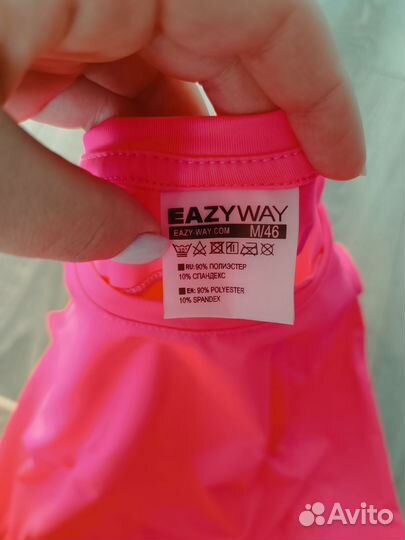 EAZYWAY
EAZY-WAY.COM M/46
RU: 90% ПОЛИЭСТЕР
10% СПАНДЕКС
EN: 90% POLYESTER
10% SPANDEX
Avito